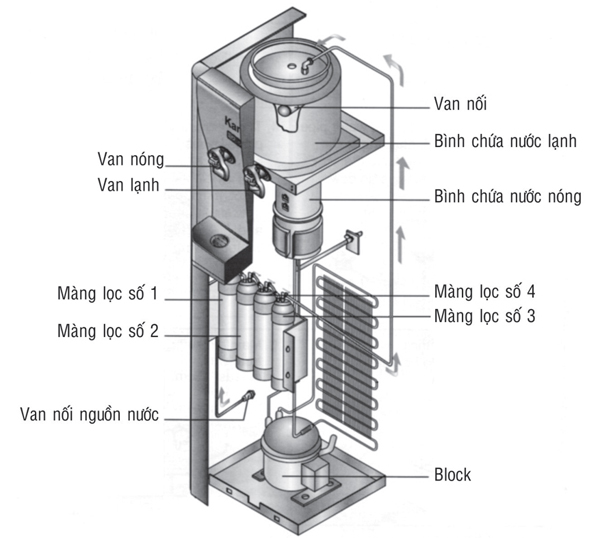 Van nối
Kar
Bình chứa nước lạnh
Van nóng
Van lạnh
Bình chứa nước nóng
Màng lọc số 1
Màng lọc số 4
Màng lọc số 3
Màng lọc số 2
Van nối nguồn nước
Block